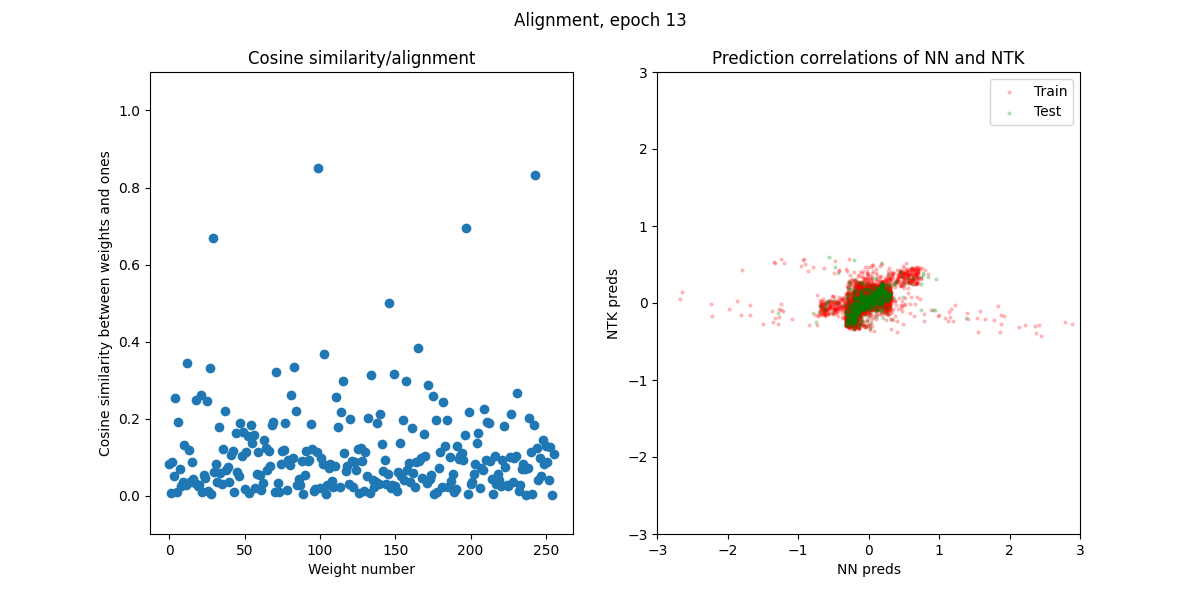 Alignment, epoch 13
Cosine similarity/alignment
Cosine similarity between weights and ones
1.0
0.8
0.6
0.4
0.2
0.0
0 50 100 150 200 250
Weight number
Prediction correlations of NN and NTK
NTK preds
3
2
1
0
−1
−2
−3
−3 −2 −1 0 1 2 3
NN preds
Train
Test